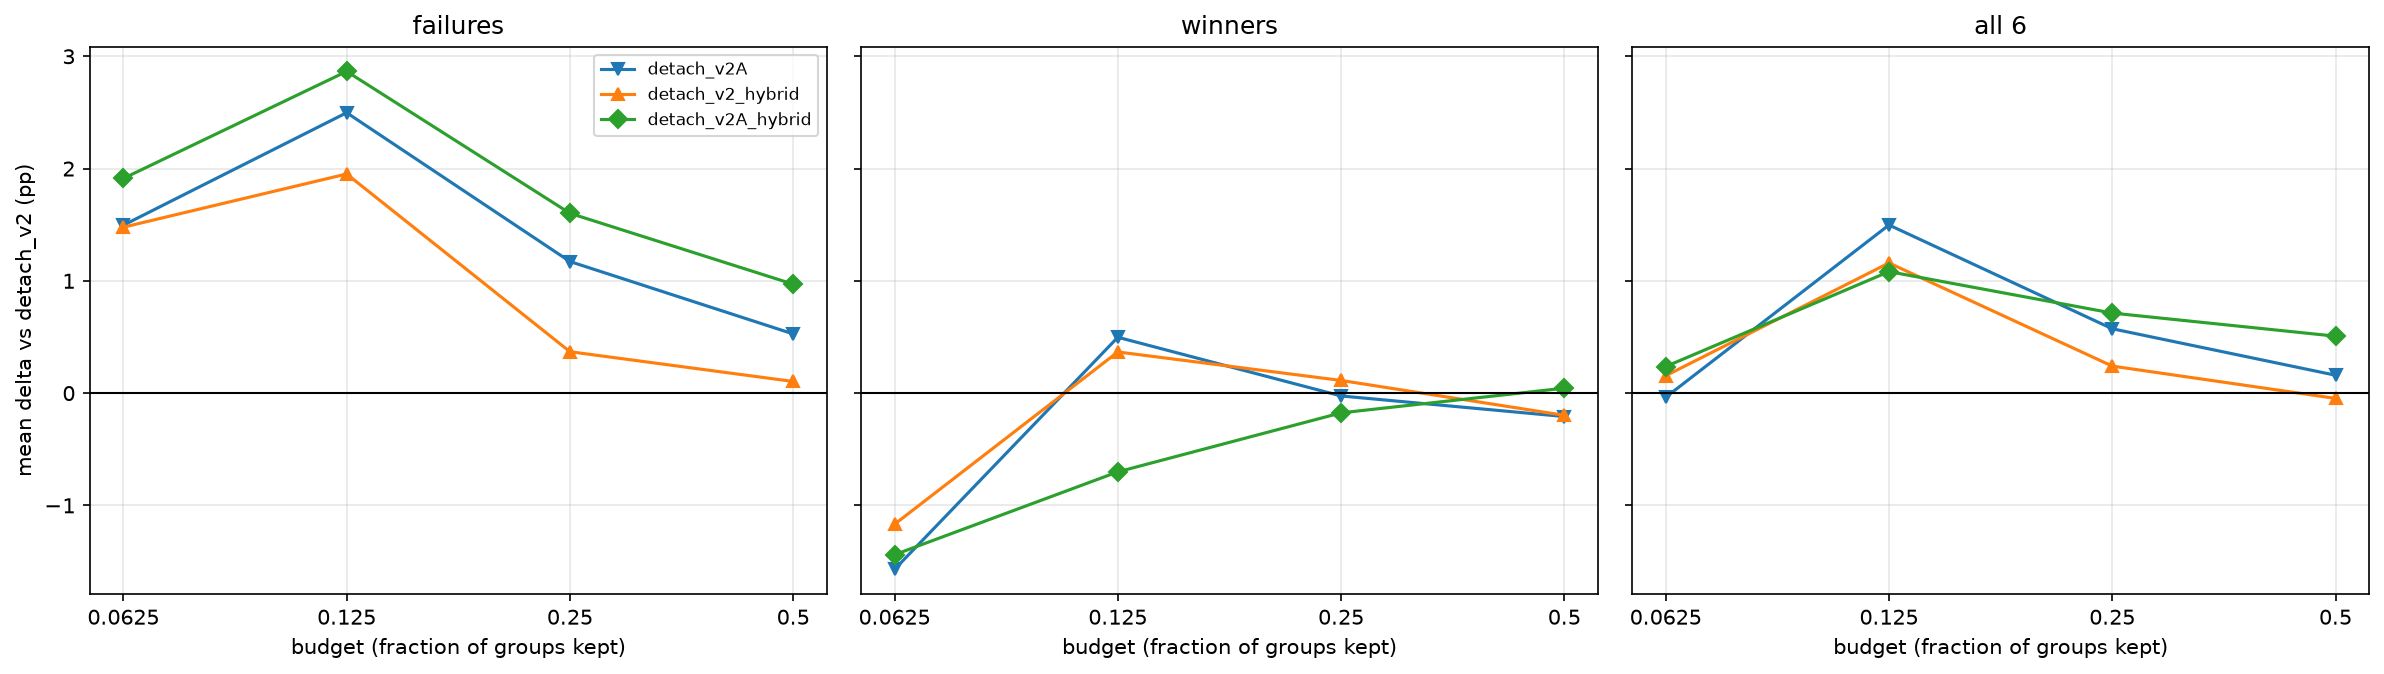 failures
winners
all 6
mean delta vs detach_v2 (pp)
3
2
1
0
−1
detach_v2A
detach_v2_hybrid
detach_v2A_hybrid
0.0625
0.125
0.25
0.5
budget (fraction of groups kept)
0.0625
0.125
0.25
0.5
budget (fraction of groups kept)
0.0625
0.125
0.25
0.5
budget (fraction of groups kept)